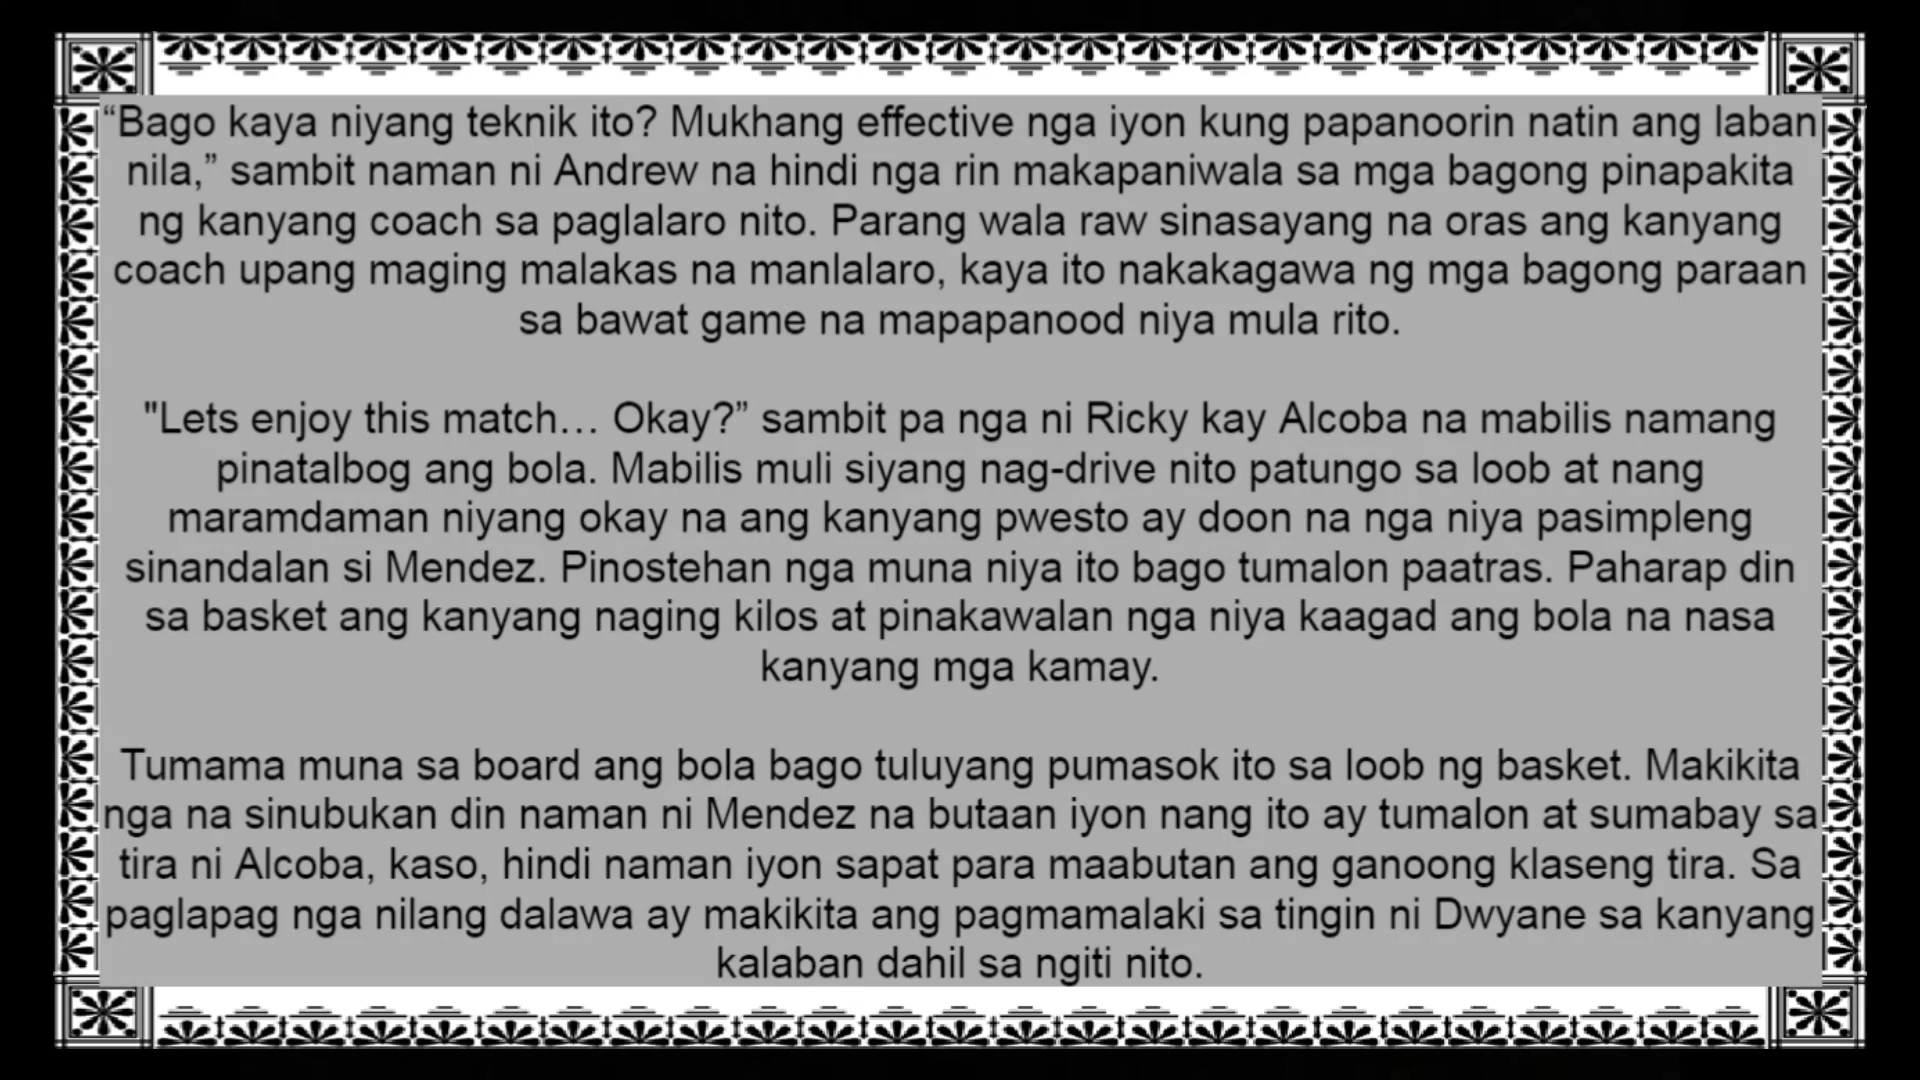 “Bago kaya niyang teknik ito? Mukhang effective nga iyon kung papanoorin natin ang laban
nila,” sambit naman ni Andrew na hindi nga rin makapaniwala sa mga bagong pinapakita
ng kanyang coach sa paglalaro nito. Parang wala raw sinasayang na oras ang kanyang
coach upang maging malakas na manlalaro, kaya ito nakakagawa ng mga bagong paraan
sa bawat game na mapapanood niya mula rito.
"Lets enjoy this match… Okay?” sambit pa nga ni Ricky kay Alcoba na mabilis namang
pinatalbog ang bola. Mabilis muli siyang nag-drive nito patungo sa loob at nang
maramdaman niyang okay na ang kanyang pwesto ay doon na nga niya pasimpleng
sinandalan si Mendez. Pinostehan nga muna niya ito bago tumalon paatras. Paharap din
sa basket ang kanyang naging kilos at pinakawalan nga niya kaagad ang bola na nasa
kanyang mga kamay.
Tumama muna sa board ang bola bago tuluyang pumasok ito sa loob ng basket. Makikita
nga na sinubukan din naman ni Mendez na butaan iyon nang ito ay tumalon at sumabay sa
tira ni Alcoba, kaso, hindi naman iyon sapat para maabutan ang ganoong klaseng tira. Sa
paglapag nga nilang dalawa ay makikita ang pagmamalaki sa tingin ni Dwyane sa kanyang
kalaban dahil sa ngiti nito.